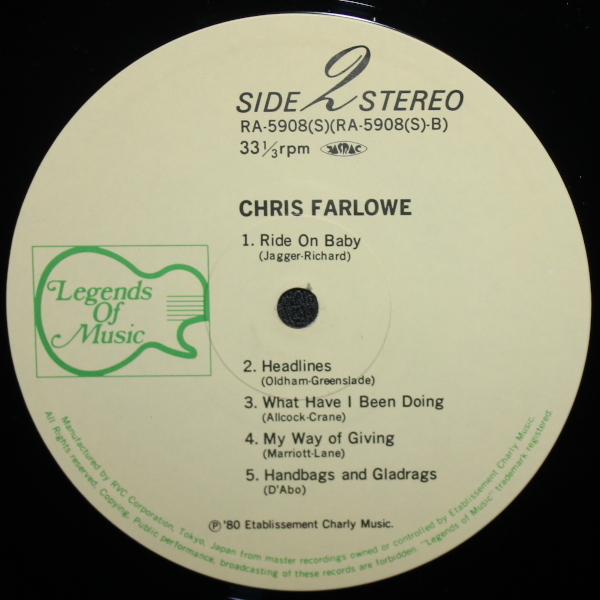 SIDE 2 STEREO
RA-5908(S)(RA-5908(S)-B)
33 1/3 rpm JASRAC
CHRIS FARLOWE
1. Ride On Baby
(Jagger-Richard)
Legends
Of
Music
2. Headlines
(Oldham-Greenslade)
3. What Have I Been Doing
(Allcock-Crane)
4. My Way of Giving
(Marriott-Lane)
5. Handbags and Gladrags
(D'Abo)
Ⓟ '80 Etablissement Charly Music.
Manufactured by RVC Corporation, Tokyo, Japan from master recordings owned or controlled by Etablissement Charly Music.
All Rights reserved, Copying, Public performance, broadcasting of these records are forbidden. "Legends of Music" trademark registered.